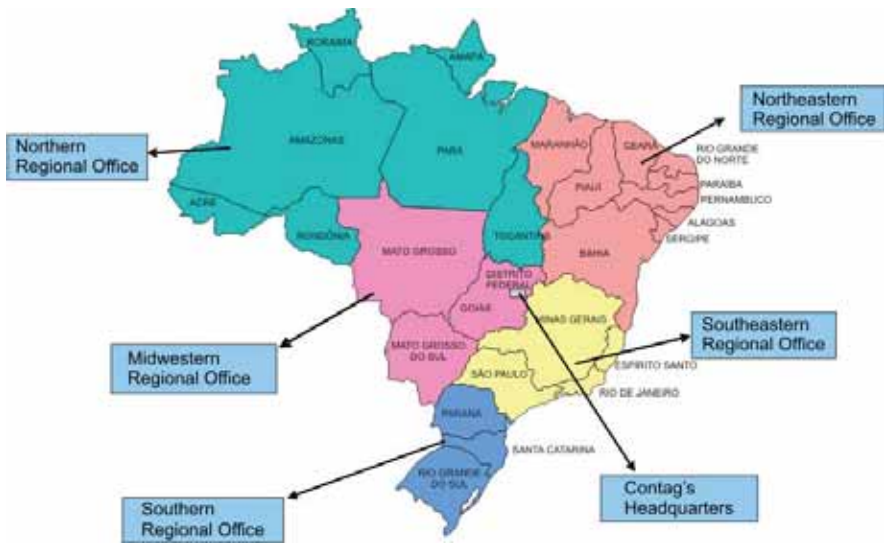 RORAIMA
AMAPÁ
Northeastern
Regional Office
Northern
Regional Office
AMAZONAS
PARÁ
MARANHÃO
CEARÁ
RIO GRANDE
DO NORTE
PIAUÍ
PARAÍBA
PERNAMBUCO
ACRE
ALAGOAS
SERGIPE
RONDÔNIA
TOCANTINS
MATO GROSSO
BAHIA
DISTRITO
FEDERAL
GOIÁS
MINAS GERAIS
Southeastern
Regional Office
Midwestern
Regional Office
MATO GROSSO
DO SUL
ESPIRITO SANTO
SÃO PAULO
RIO DE JANEIRO
PARANÁ
SANTA CATARINA
RIO GRANDE
DO SUL
Contag's
Headquarters
Southern
Regional Office